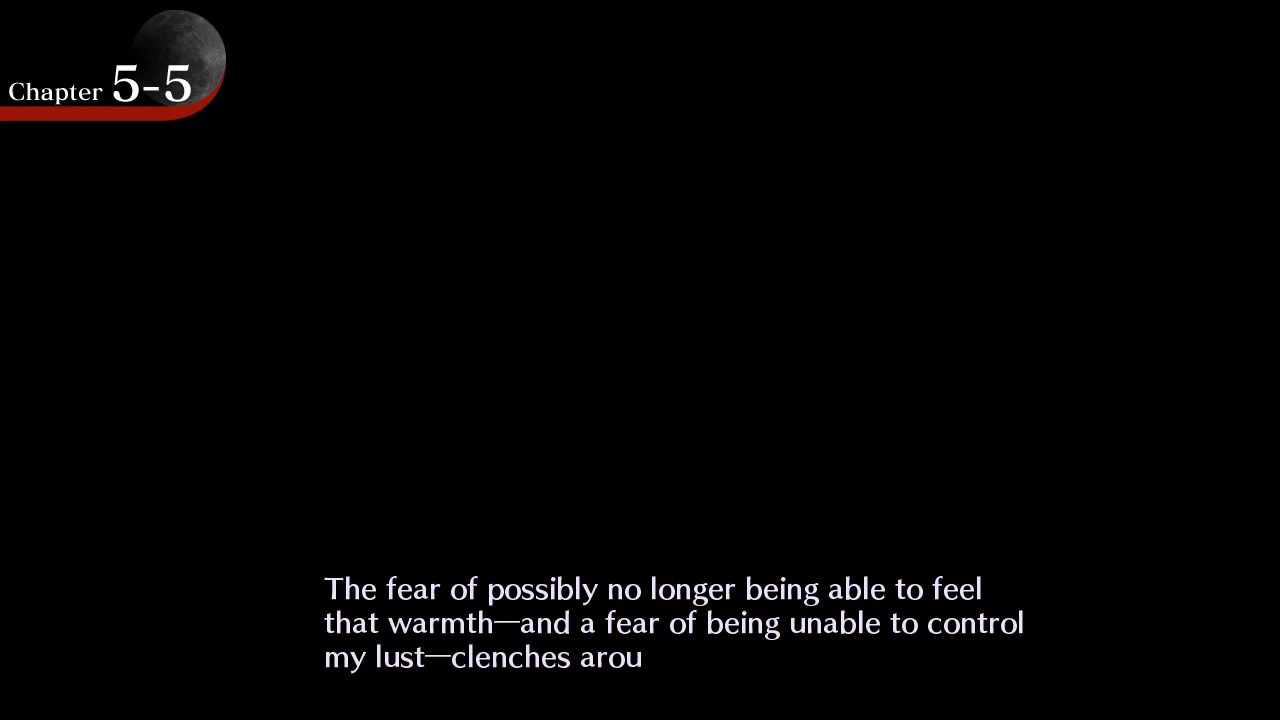 Chapter 5-5
The fear of possibly no longer being able to feel
that warmth—and a fear of being unable to control
my lust—clenches arou